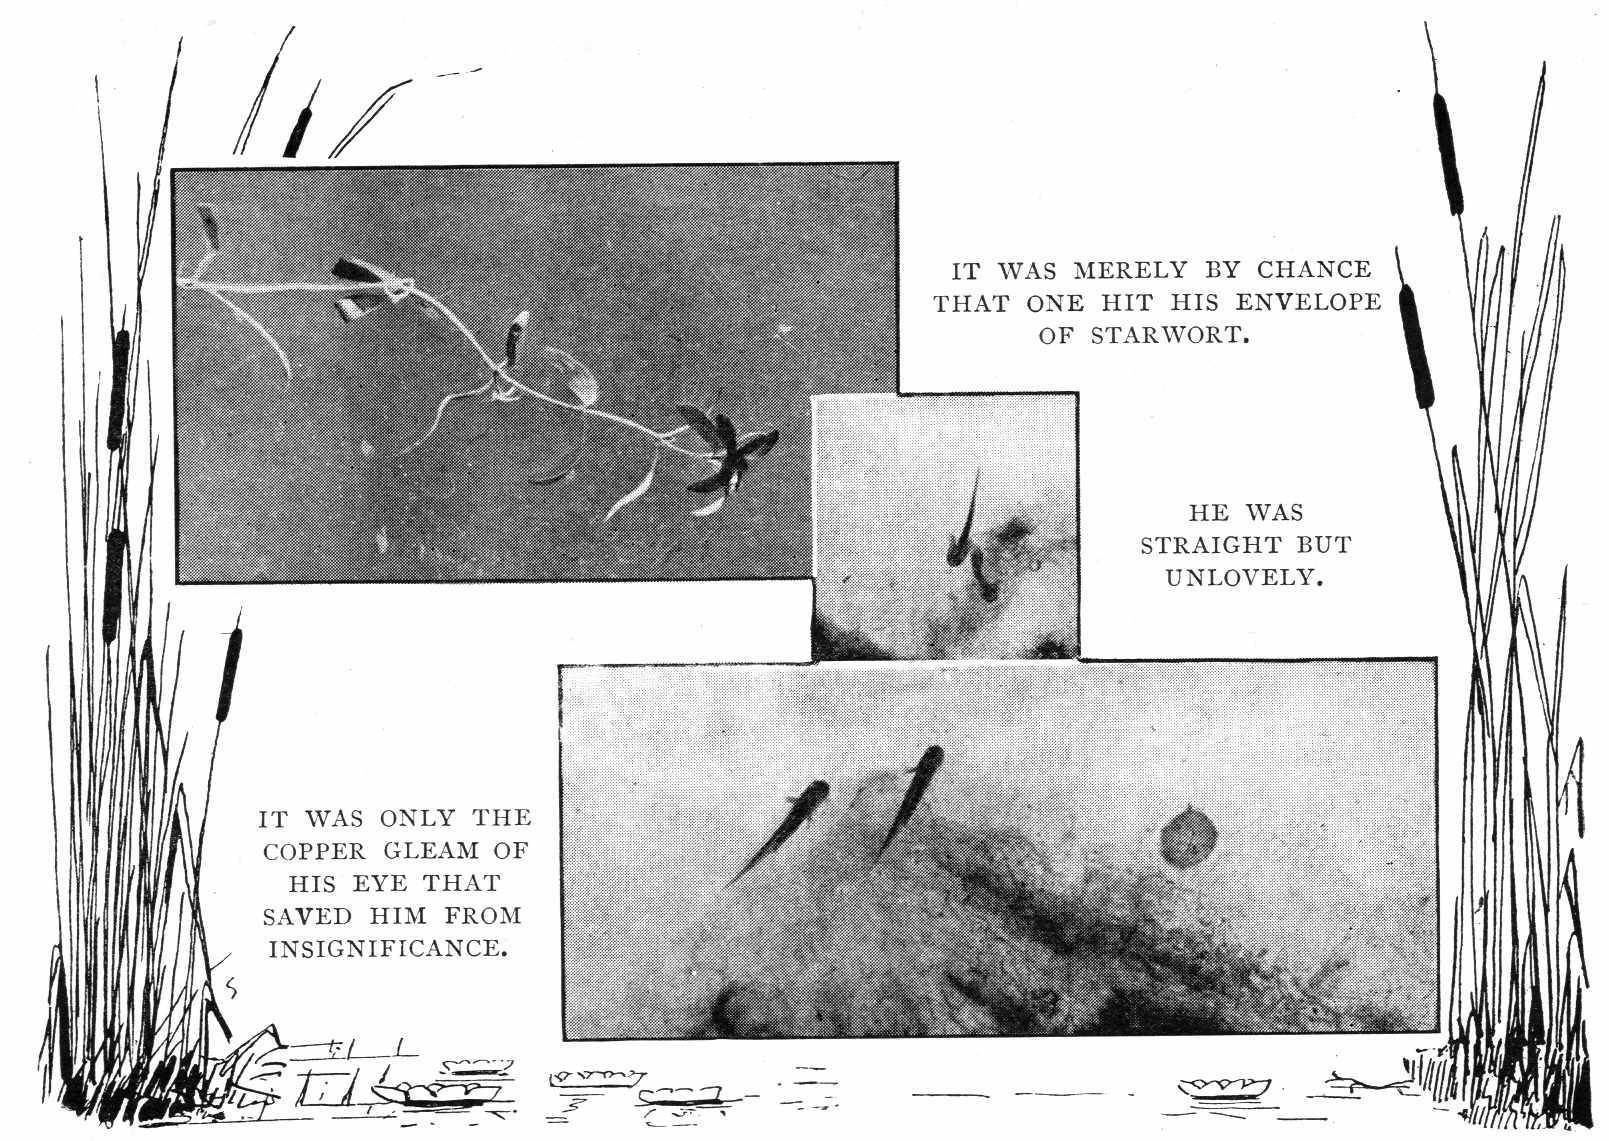 IT WAS MERELY BY CHANCE
THAT ONE HIT HIS ENVELOPE
OF STARWORT.
HE WAS
STRAIGHT BUT
UNLOVELY.
IT WAS ONLY THE
COPPER GLEAM OF
HIS EYE THAT
SAVED HIM FROM
INSIGNIFICANCE.